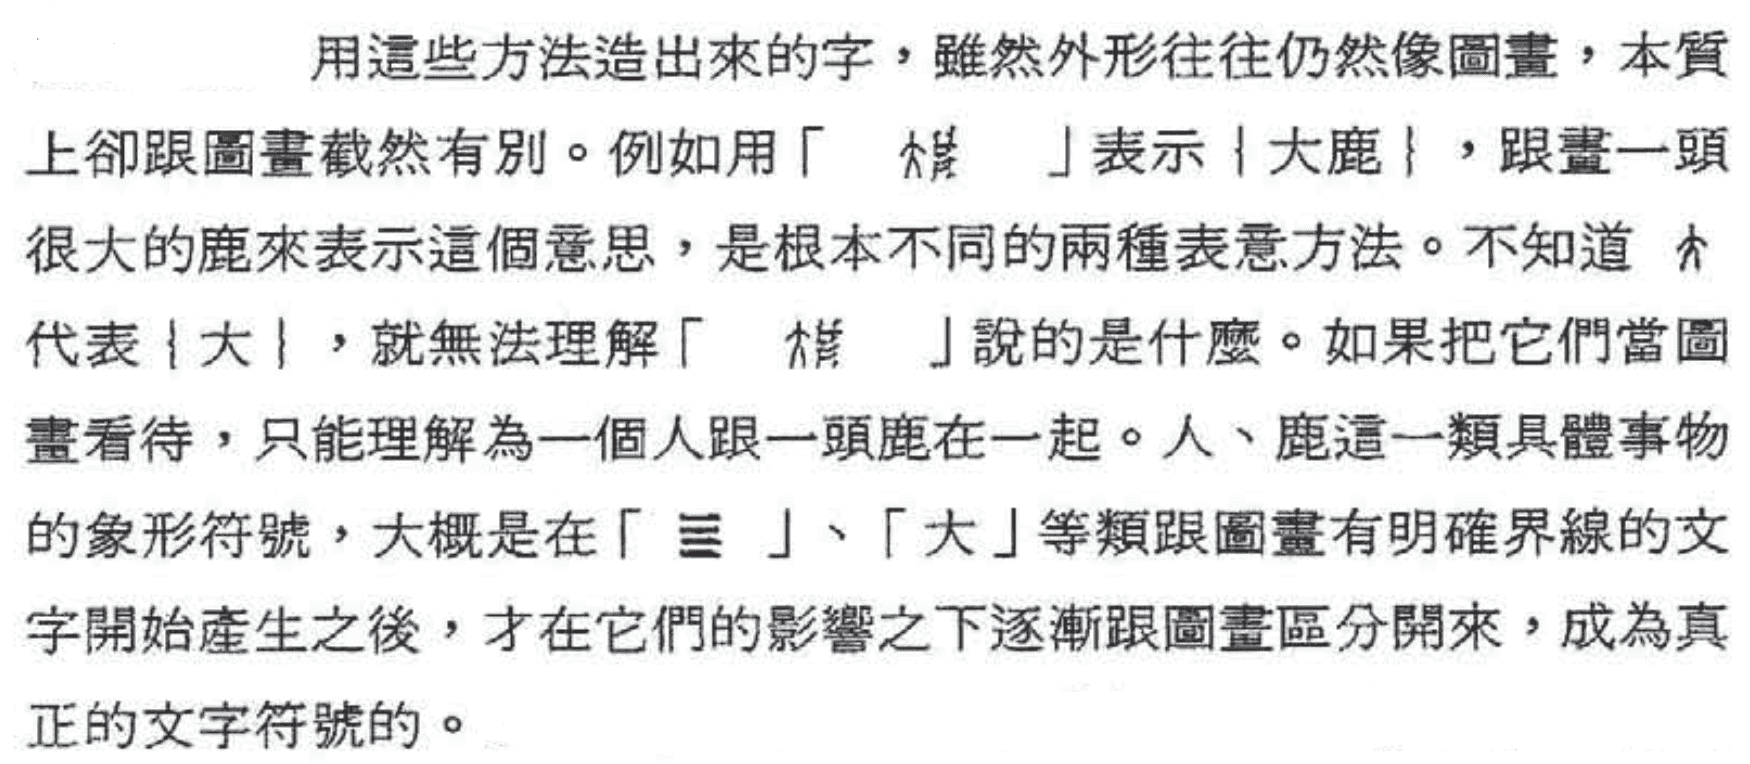 用這些方法造出來的字，雖然外形往往仍然像圖畫，本質
上卻跟圖畫截然有別。例如用「　」表示｛大鹿｝，跟畫一頭
很大的鹿來表示這個意思，是根本不同的兩種表意方法。不知道
代表｛大｝，就無法理解「　」說的是什麼。如果把它們當圖
畫看待，只能理解為一個人跟一頭鹿在一起。人、鹿這一類具體事物
的象形符號，大概是在「𝌆」、「大」等類跟圖畫有明確界線的文
字開始產生之後，才在它們的影響之下逐漸跟圖畫區分開來，成為真
正的文字符號的。